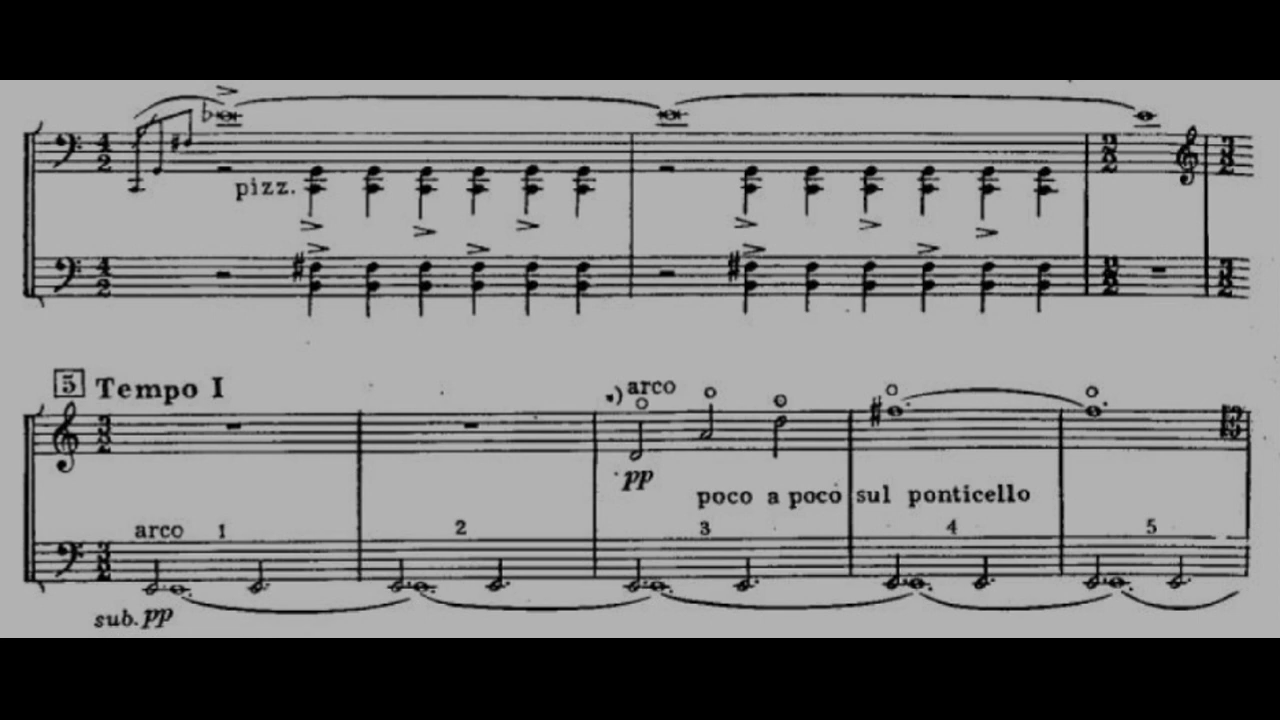 pizz.
5 Tempo I
•) arco
pp
poco a poco sul ponticello
arco 1 2 3 4 5
sub. pp